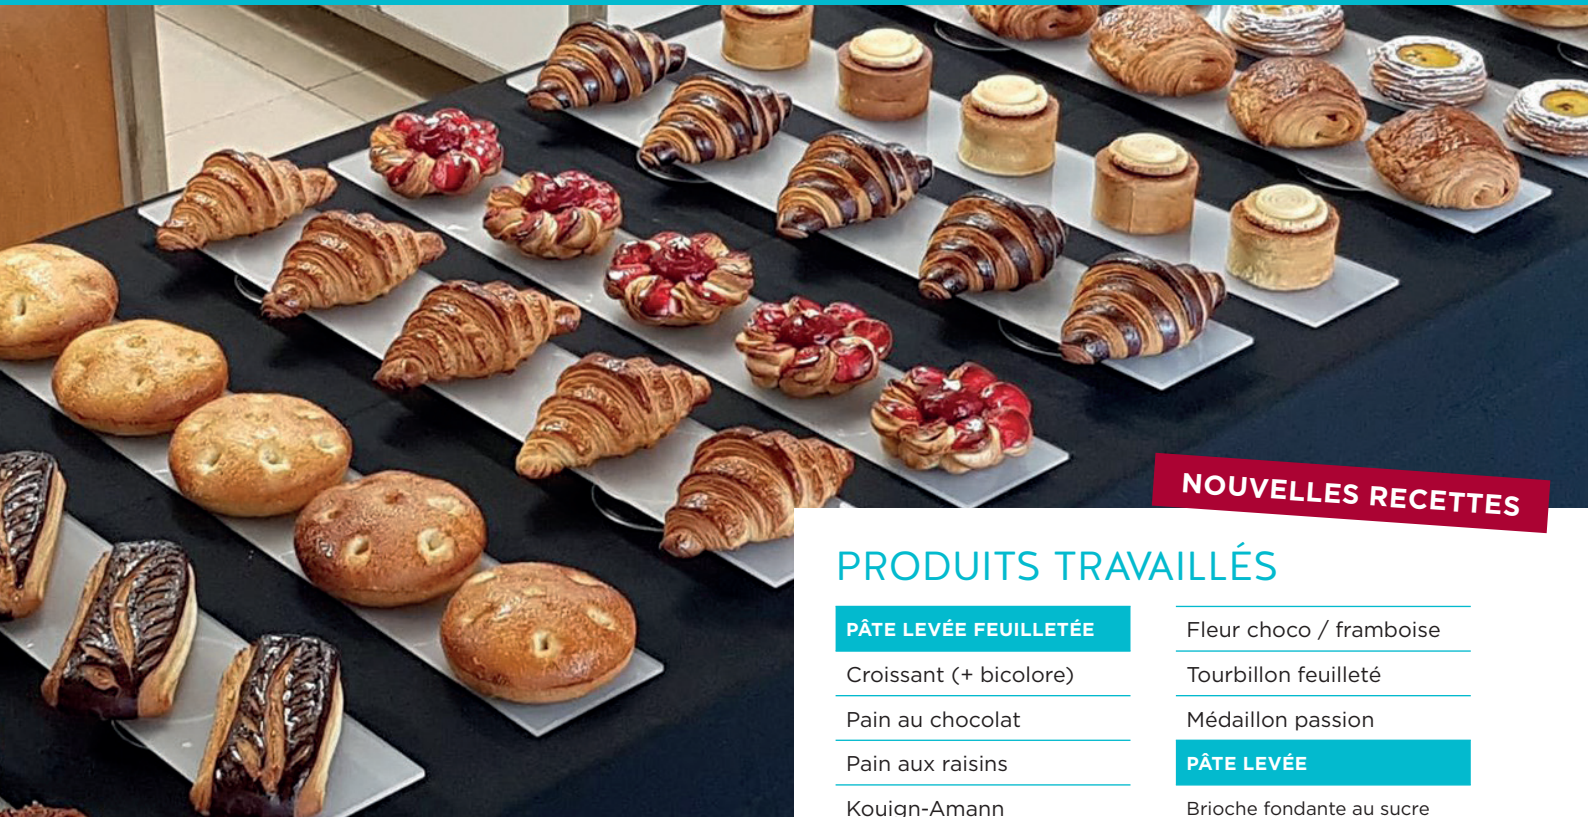 NOUVELLES RECETTES
PRODUITS TRAVAILLÉS
PÂTE LEVÉE FEUILLETÉE
Croissant (+ bicolore)
Pain au chocolat
Pain aux raisins
Kouign-Amann
Fleur choco / framboise
Tourbillon feuilleté
Médaillon passion
PÂTE LEVÉE
Brioche fondante au sucre